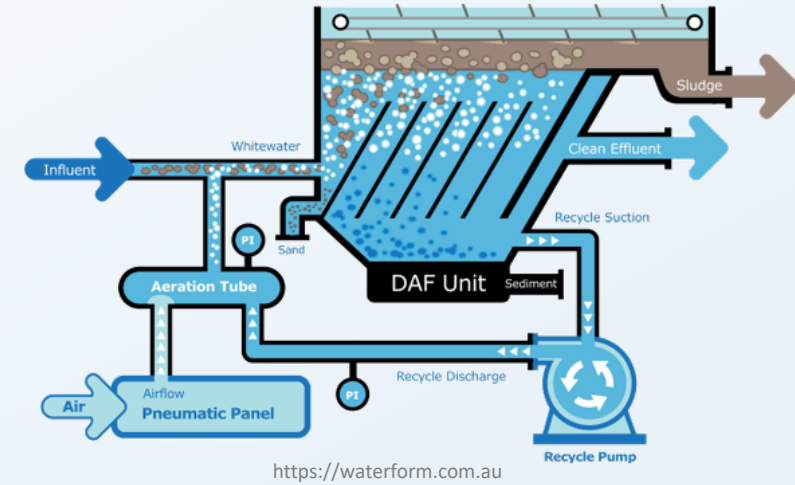 Sludge
Whitewater
Clean Effluent
Influent
Recycle Suction
PI
Sand
Aeration Tube
DAF Unit
Sediment
Recycle Discharge
Airflow
PI
Air
Pneumatic Panel
Recycle Pump
https://waterform.com.au